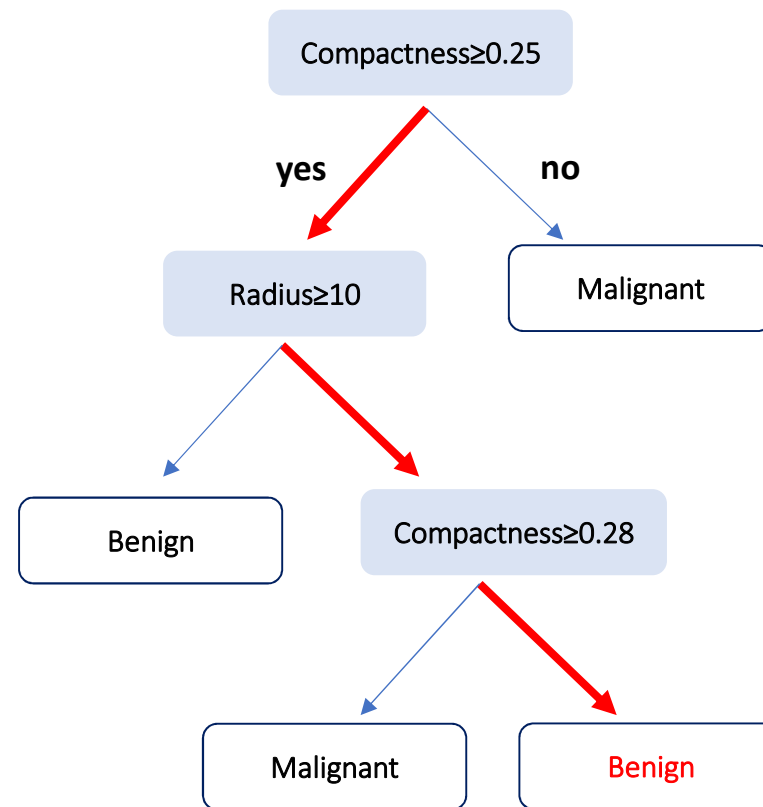 Compactness≥0.25
yes
no
Radius≥10
Malignant
Benign
Compactness≥0.28
Malignant
Benign